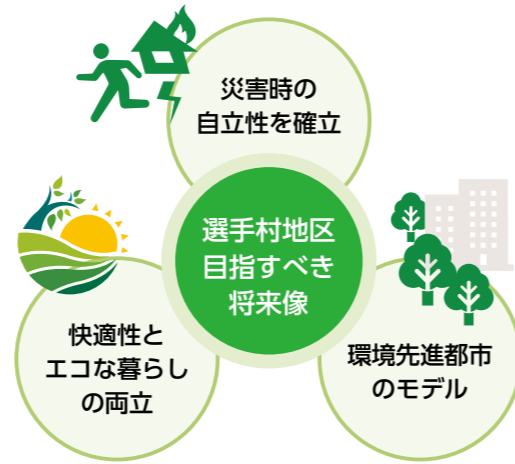 災害時の
自立性を確立
選手村地区
目指すべき
将来像
快適性と
エコな暮らし
の両立
環境先進都市
のモデル